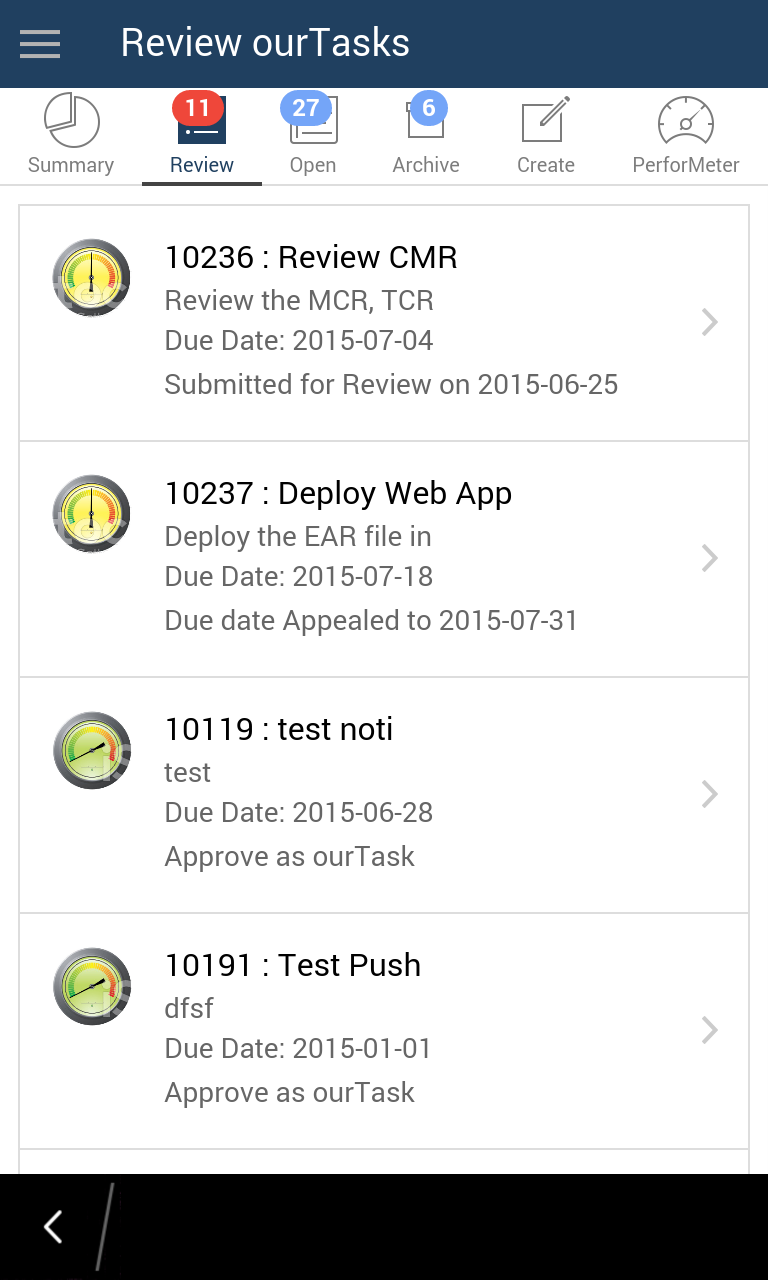 Review ourTasks
11
27
6
Summary
Review
Open
Archive
Create
PerforMeter
10236 : Review CMR
Review the MCR, TCR
Due Date: 2015-07-04
Submitted for Review on 2015-06-25
10237 : Deploy Web App
Deploy the EAR file in
Due Date: 2015-07-18
Due date Appealed to 2015-07-31
10119 : test noti
test
Due Date: 2015-06-28
Approve as ourTask
10191 : Test Push
dfsf
Due Date: 2015-01-01
Approve as ourTask